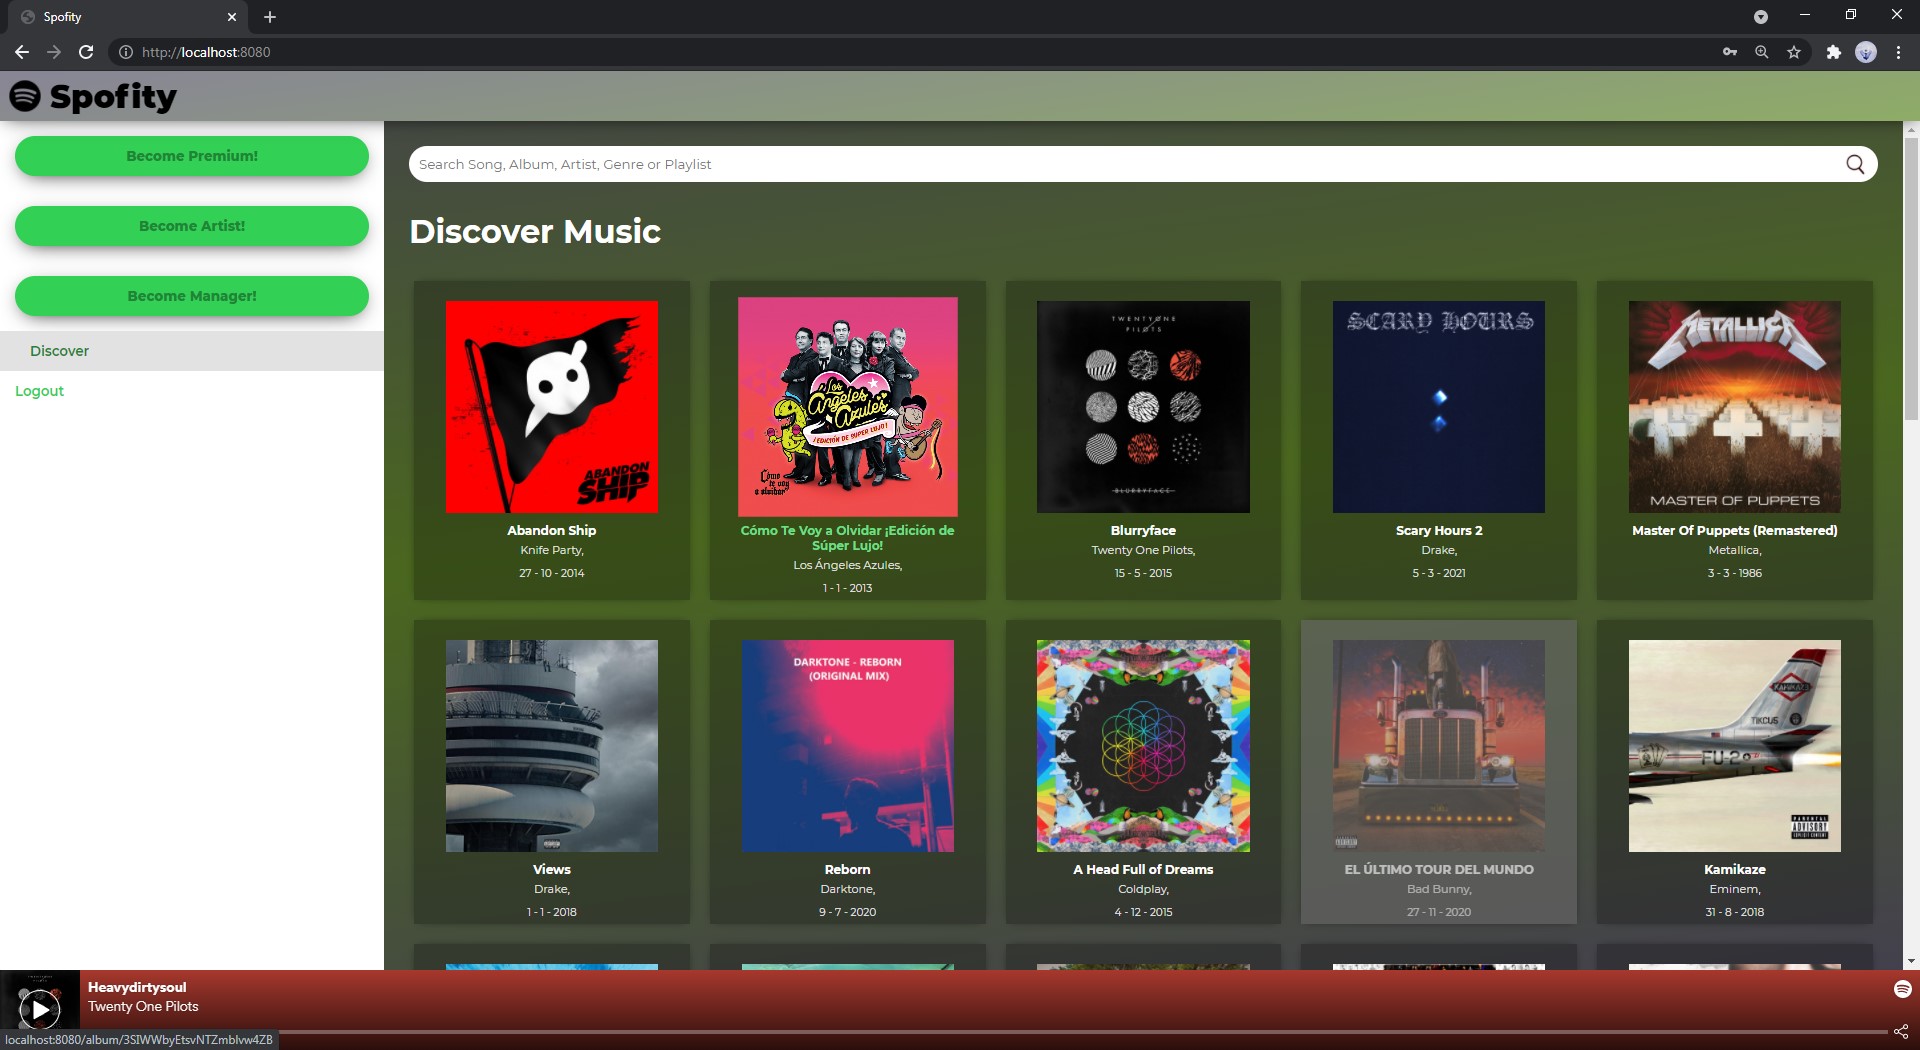 Spofity
http://localhost:8080
Spofity
Become Premium!
Become Artist!
Become Manager!
Discover
Logout
Search Song, Album, Artist, Genre or Playlist
Discover Music
ABANDON
SHIP
Abandon Ship
Knife Party,
27 - 10 - 2014
Los
Ángeles
Azules
¡EDICIÓN DE SUPER LUJO!
Cómo
te voy
a olvidar
Cómo Te Voy a Olvidar ¡Edición de
Súper Lujo!
Los Ángeles Azules,
1 - 1 - 2013
TWENTY ONE
PILOTS
BLURRYFACE
Blurryface
Twenty One Pilots,
15 - 5 - 2015
SCARY HOURS
Scary Hours 2
Drake,
5 - 3 - 2021
METALLICA
MASTER OF PUPPETS
Master Of Puppets (Remastered)
Metallica,
3 - 3 - 1986
Views
Drake,
1 - 1 - 2018
DARKTONE - REBORN
(ORIGINAL MIX)
Reborn
Darktone,
9 - 7 - 2020
A Head Full of Dreams
Coldplay,
4 - 12 - 2015
EL ÚLTIMO TOUR DEL MUNDO
Bad Bunny,
27 - 11 - 2020
KAMIKAZE
TIKCUS
FU-2
PARENTAL
ADVISORY
EXPLICIT CONTENT
Kamikaze
Eminem,
31 - 8 - 2018
Heavydirtysoul
Twenty One Pilots
localhost:8080/album/3SIWWbyEtsvNTZmbIvw4ZB